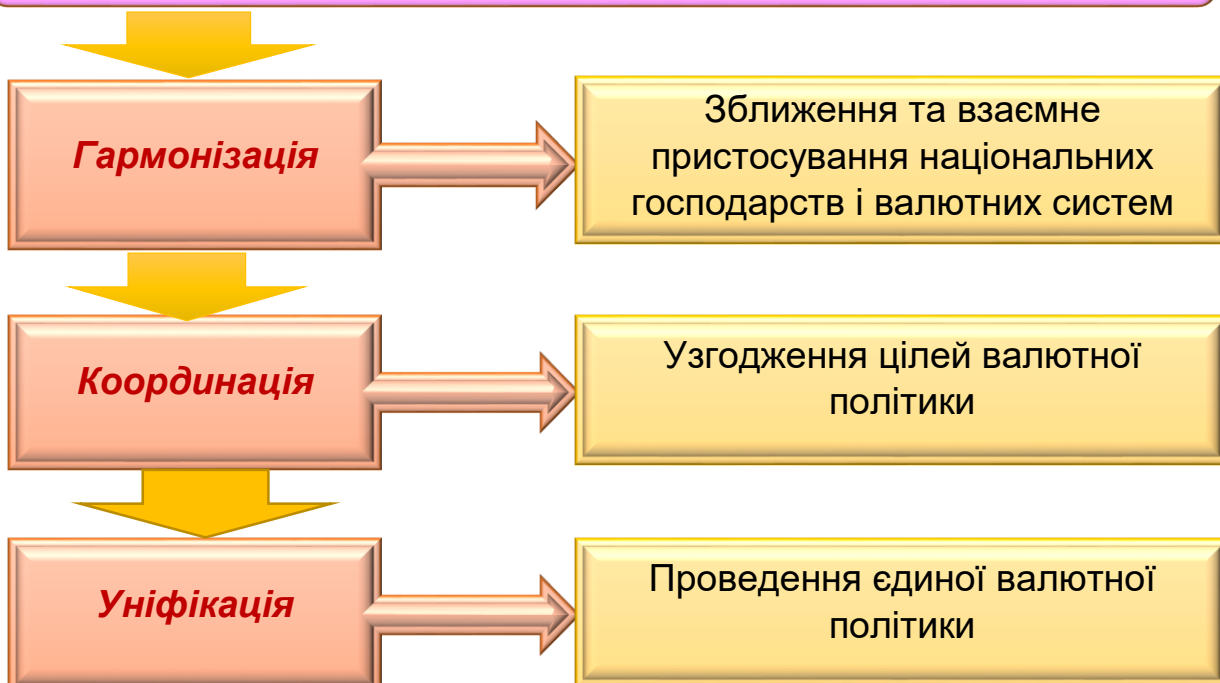 Гармонізація
Зближення та взаємне
пристосування національних
господарств і валютних систем
Координація
Узгодження цілей валютної
політики
Уніфікація
Проведення єдиної валютної
політики